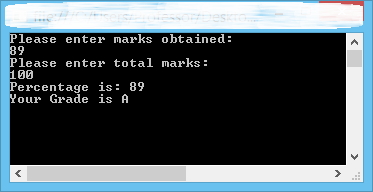 Please enter marks obtained:
89
Please enter total marks:
100
Percentage is: 89
Your Grade is A